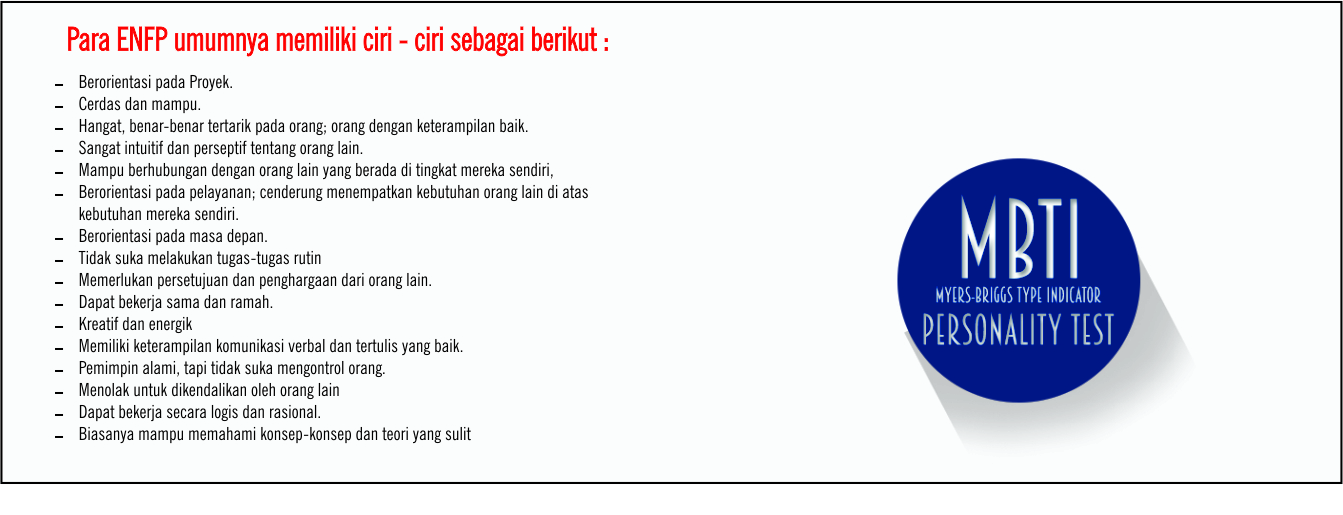 Para ENFP umumnya memiliki ciri - ciri sebagai berikut :
– Berorientasi pada Proyek.
– Cerdas dan mampu.
– Hangat, benar-benar tertarik pada orang; orang dengan keterampilan baik.
– Sangat intuitif dan perseptif tentang orang lain.
– Mampu berhubungan dengan orang lain yang berada di tingkat mereka sendiri,
– Berorientasi pada pelayanan; cenderung menempatkan kebutuhan orang lain di atas
kebutuhan mereka sendiri.
– Berorientasi pada masa depan.
– Tidak suka melakukan tugas-tugas rutin
– Memerlukan persetujuan dan penghargaan dari orang lain.
– Dapat bekerja sama dan ramah.
– Kreatif dan energik
– Memiliki keterampilan komunikasi verbal dan tertulis yang baik.
– Pemimpin alami, tapi tidak suka mengontrol orang.
– Menolak untuk dikendalikan oleh orang lain
– Dapat bekerja secara logis dan rasional.
– Biasanya mampu memahami konsep-konsep dan teori yang sulit
MBTI
MYERS-BRIGGS TYPE INDICATOR
PERSONALITY TEST